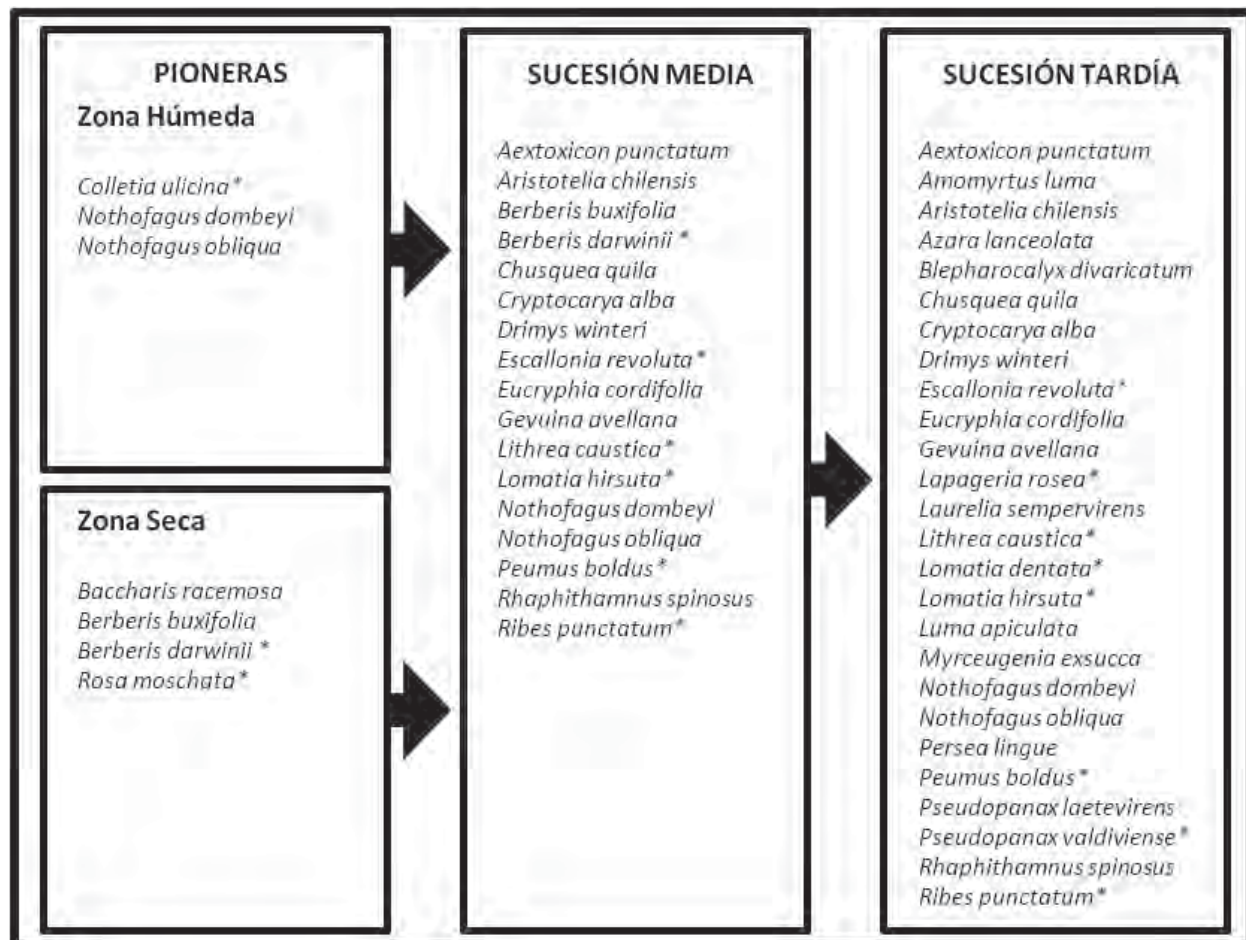 PIONERAS
Zona Húmeda
Colletia ulicina*
Nothofagus dombeyi
Nothofagus obliqua
Zona Seca
Baccharis racemosa
Berberis buxifolia
Berberis darwinii *
Rosa moschata*
SUCESIÓN MEDIA
Aextoxicon punctatum
Aristotelia chilensis
Berberis buxifolia
Berberis darwinii *
Chusquea quila
Cryptocarya alba
Drimys winteri
Escallonia revoluta*
Eucryphia cordifolia
Gevuina avellana
Lithrea caustica*
Lomatia hirsuta*
Nothofagus dombeyi
Nothofagus obliqua
Peumus boldus*
Rhaphithamnus spinosus
Ribes punctatum*
SUCESIÓN TARDÍA
Aextoxicon punctatum
Amomyrtus luma
Aristotelia chilensis
Azara lanceolata
Blepharocalyx divaricatum
Chusquea quila
Cryptocarya alba
Drimys winteri
Escallonia revoluta*
Eucryphia cordifolia
Gevuina avellana
Lapageria rosea*
Laurelia sempervirens
Lithrea caustica*
Lomatia dentata*
Lomatia hirsuta*
Luma apiculata
Myrceugenia exsucca
Nothofagus dombeyi
Nothofagus obliqua
Persea lingue
Peumus boldus*
Pseudopanax laetevirens
Pseudopanax valdiviense*
Rhaphithamnus spinosus
Ribes punctatum*